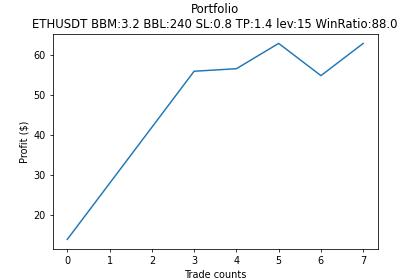 Portfolio
ETHUSDT BBM:3.2 BBL:240 SL:0.8 TP:1.4 lev:15 WinRatio:88.0
60
50
40
30
20
Profit ($)
0 1 2 3 4 5 6 7
Trade counts